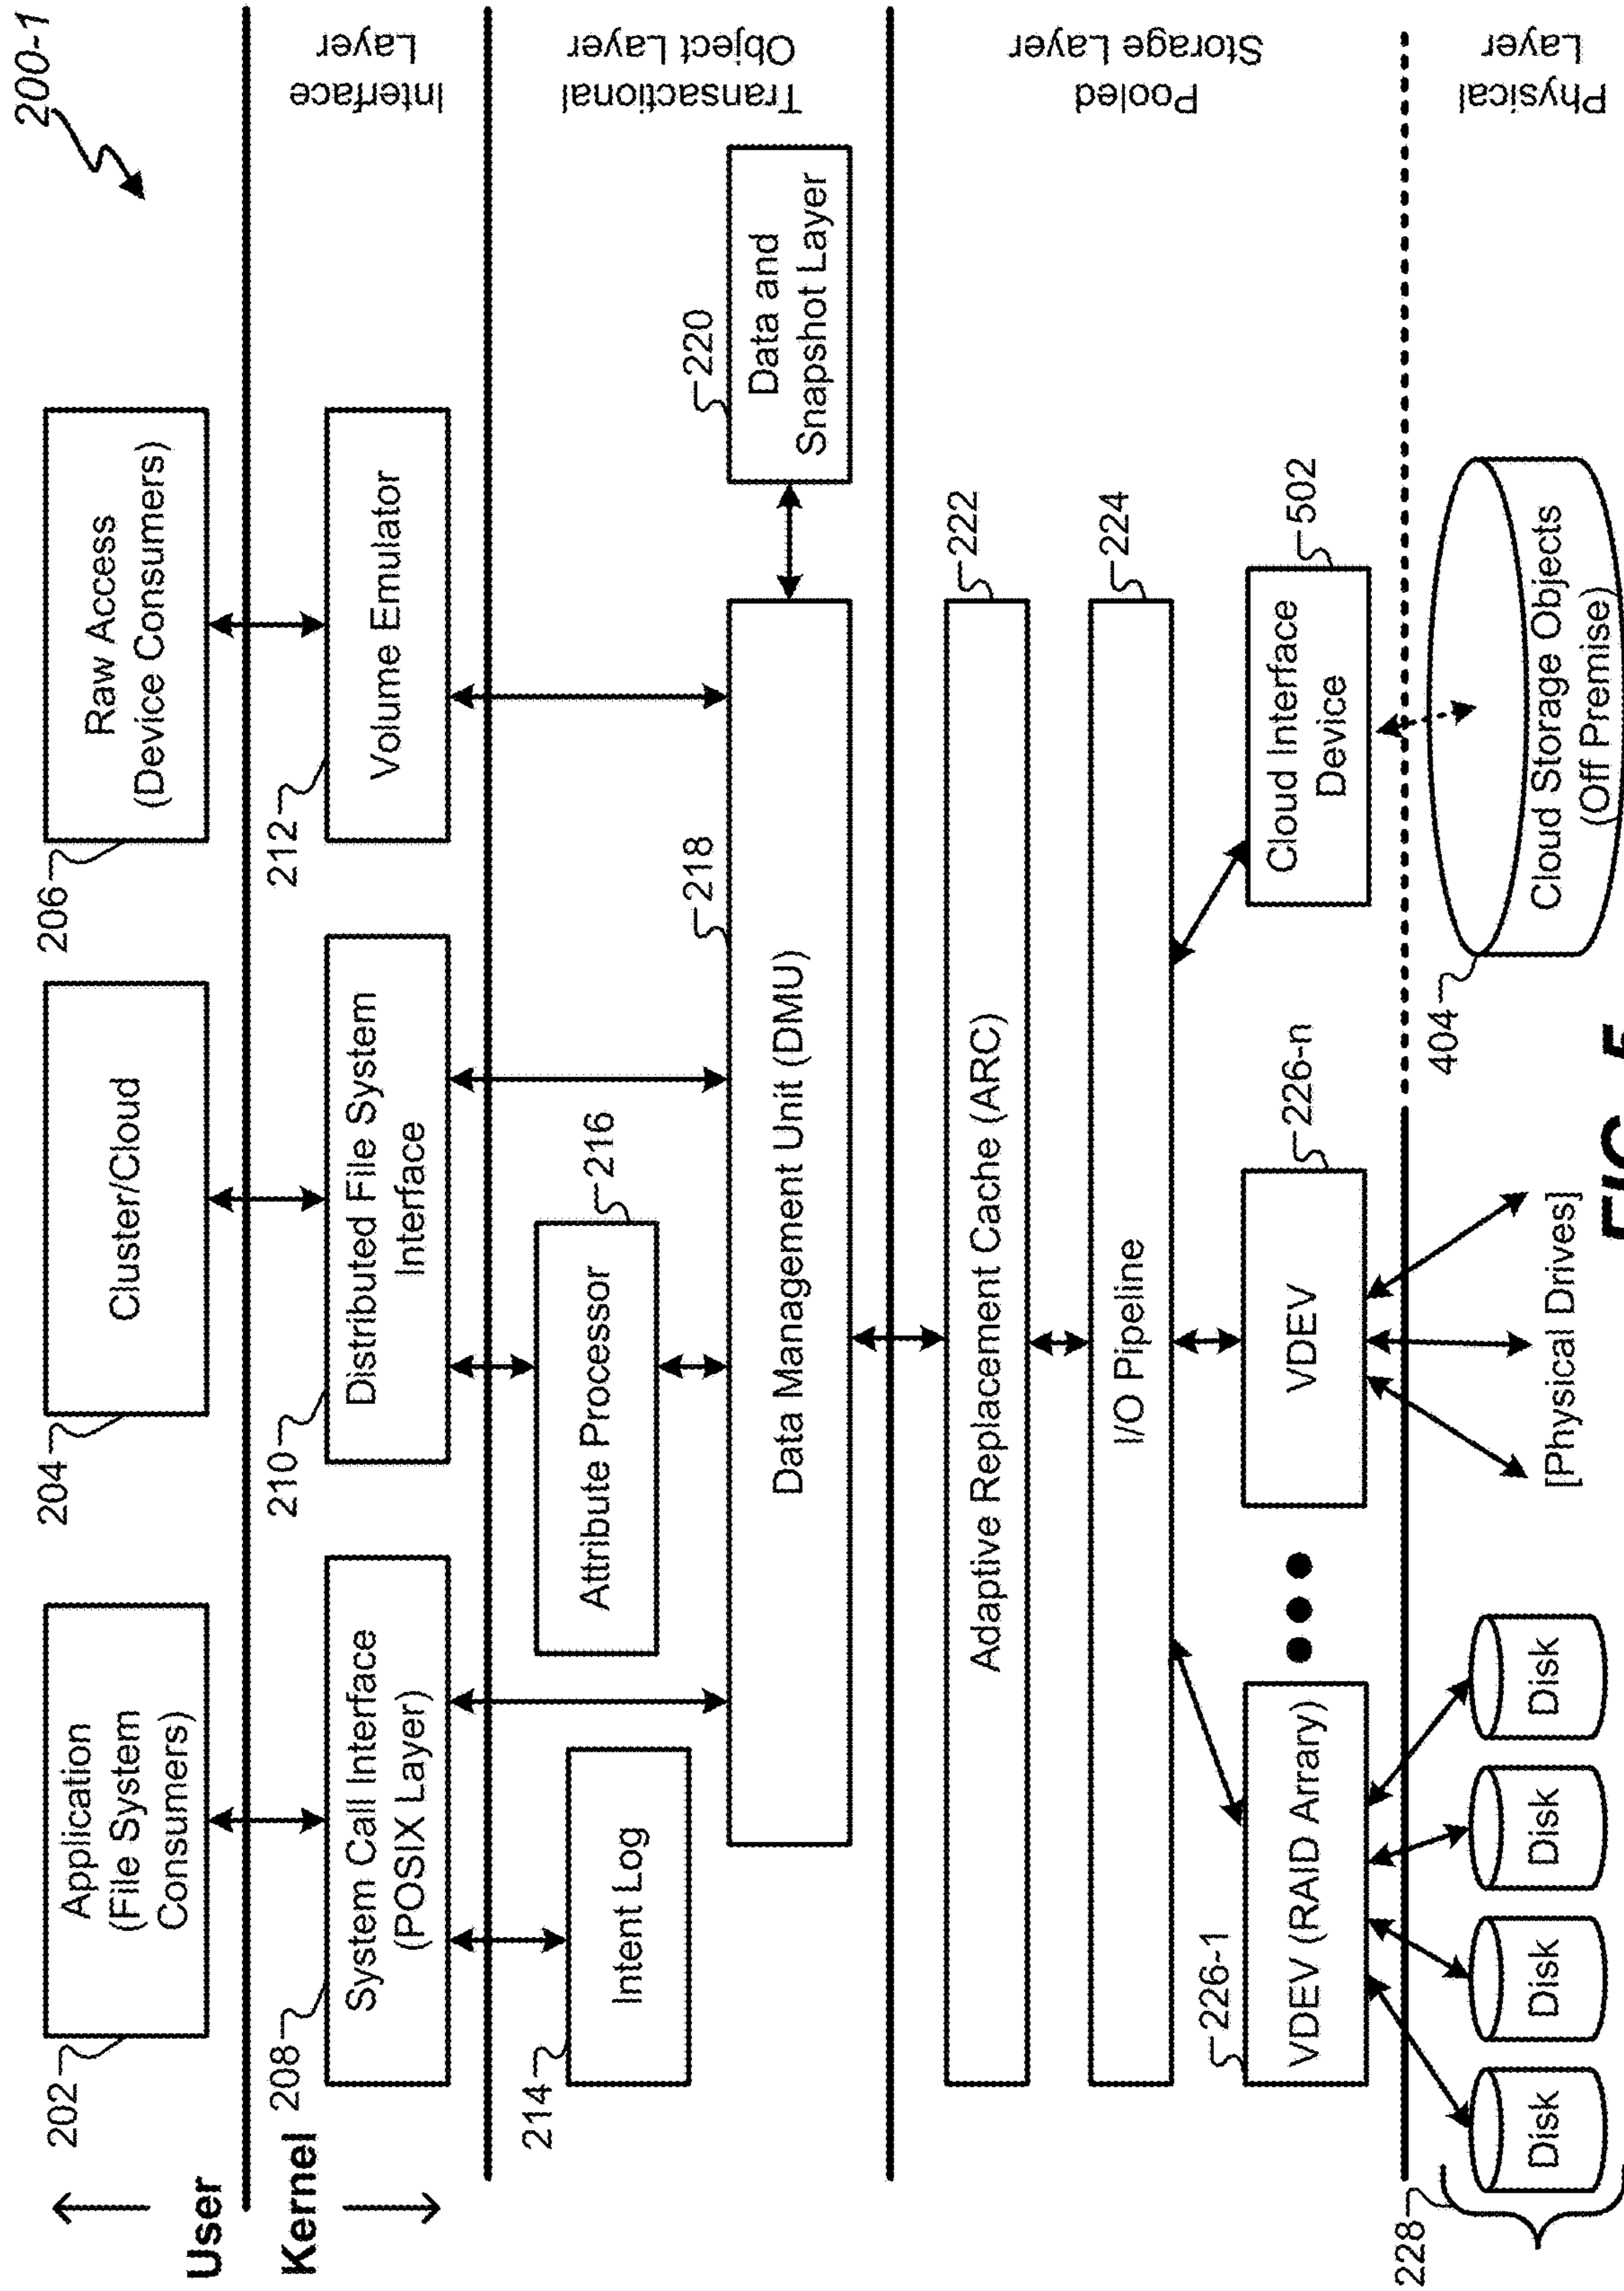 200-1
User
Kernel
202
Application
(File System
Consumers)
204
Cluster/Cloud
206
Raw Access
(Device Consumers)
208
System Call Interface
(POSIX Layer)
210
Distributed File System
Interface
212
Volume Emulator
Interface
Layer
214
Intent Log
Attribute Processor
216
218
Data Management Unit (DMU)
220
Data and
Snapshot Layer
Transactional
Object Layer
Adaptive Replacement Cache (ARC)
222
I/O Pipeline
224
226-1
VDEV (RAID Arrary)
VDEV
226-n
Cloud Interface
Device
502
Pooled
Storage Layer
228
Disk
Disk
Disk
Disk
[Physical Drives]
404
Cloud Storage Objects
(Off Premise)
Physical
Layer
FIG. 5